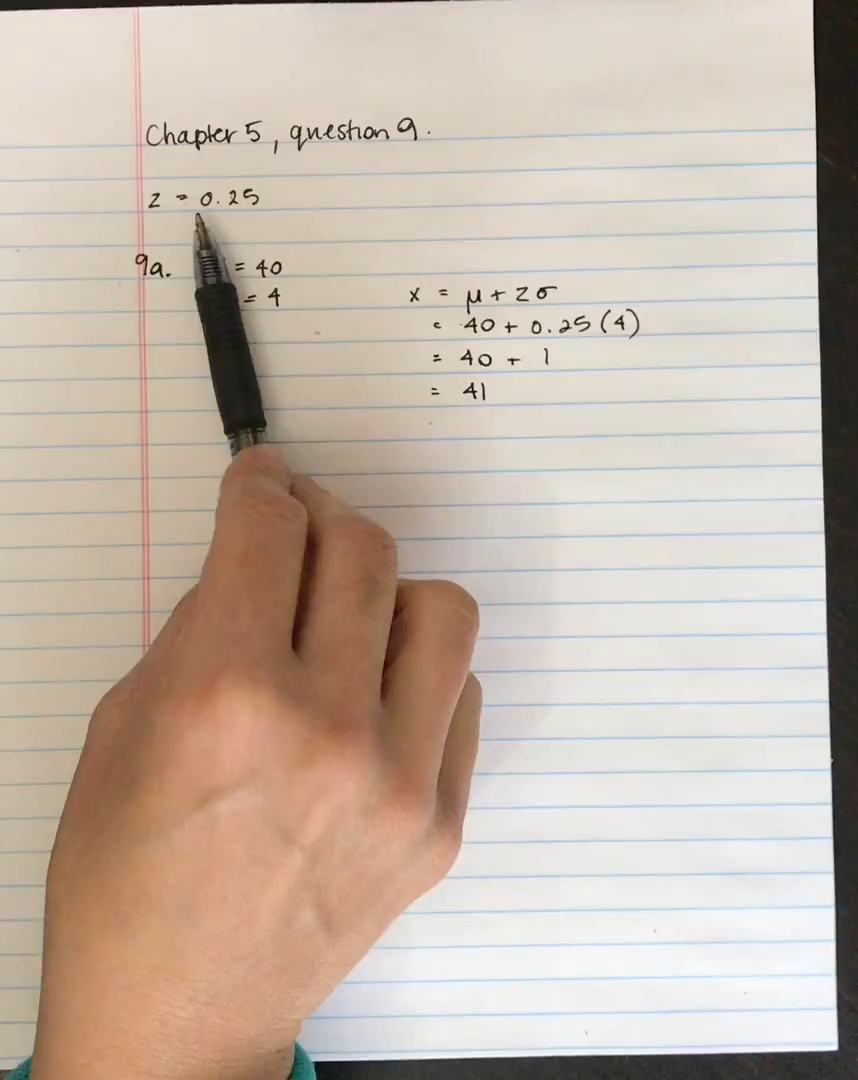 Chapter 5, question 9.
z = 0.25
9a. = 40
= 4
x = μ + zσ
= 40 + 0.25 (4)
= 40 + 1
= 41